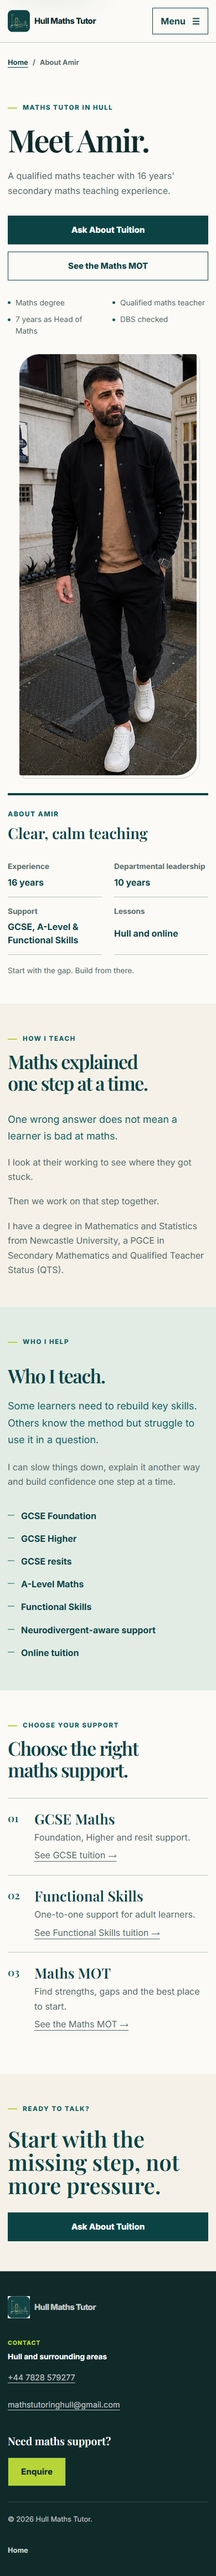 Hull Maths Tutor
Menu
Home / About Amir
MATHS TUTOR IN HULL
Meet Amir.
A qualified maths teacher with 16 years'
secondary maths teaching experience.
Ask About Tuition
See the Maths MOT
Maths degree
Qualified maths teacher
7 years as Head of
Maths
DBS checked
ABOUT AMIR
Clear, calm teaching
Experience
16 years
Departmental leadership
10 years
Support
GCSE, A-Level &
Functional Skills
Lessons
Hull and online
Start with the gap. Build from there.
HOW I TEACH
Maths explained
one step at a time.
One wrong answer does not mean a
learner is bad at maths.
I look at their working to see where they got
stuck.
Then we work on that step together.
I have a degree in Mathematics and Statistics
from Newcastle University, a PGCE in
Secondary Mathematics and Qualified Teacher
Status (QTS).
WHO I HELP
Who I teach.
Some learners need to rebuild key skills.
Others know the method but struggle to
use it in a question.
I can slow things down, explain it another way
and build confidence one step at a time.
GCSE Foundation
GCSE Higher
GCSE resits
A-Level Maths
Functional Skills
Neurodivergent-aware support
Online tuition
CHOOSE YOUR SUPPORT
Choose the right
maths support.
01
GCSE Maths
Foundation, Higher and resit support.
See GCSE tuition →
02
Functional Skills
One-to-one support for adult learners.
See Functional Skills tuition →
03
Maths MOT
Find strengths, gaps and the best place
to start.
See the Maths MOT →
READY TO TALK?
Start with the
missing step, not
more pressure.
Ask About Tuition
Hull Maths Tutor
CONTACT
Hull and surrounding areas
+44 7828 579277
mathstutoringhull@gmail.com
Need maths support?
Enquire
© 2026 Hull Maths Tutor.
Home